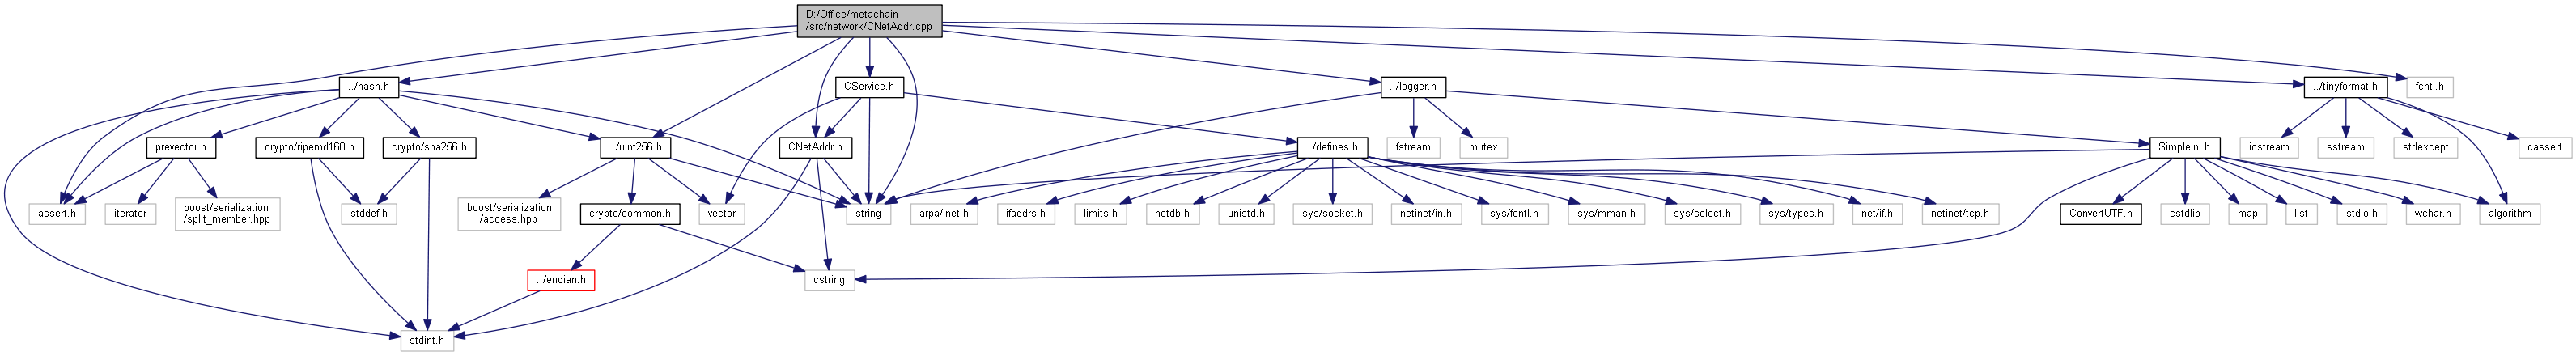 D:/Office/metachain
/src/network/CNetAddr.cpp
../hash.h
CService.h
../logger.h
../tinyformat.h
fcntl.h
prevector.h
crypto/ripemd160.h
crypto/sha256.h
../uint256.h
CNetAddr.h
../defines.h
fstream
mutex
SimpleIni.h
iostream
sstream
stdexcept
cassert
assert.h
iterator
boost/serialization
/split_member.hpp
stddef.h
boost/serialization
/access.hpp
crypto/common.h
vector
string
arpa/inet.h
ifaddrs.h
limits.h
netdb.h
unistd.h
sys/socket.h
netinet/in.h
sys/fcntl.h
sys/mman.h
sys/select.h
sys/types.h
net/if.h
netinet/tcp.h
ConvertUTF.h
cstdlib
map
list
stdio.h
wchar.h
algorithm
../endian.h
cstring
stdint.h